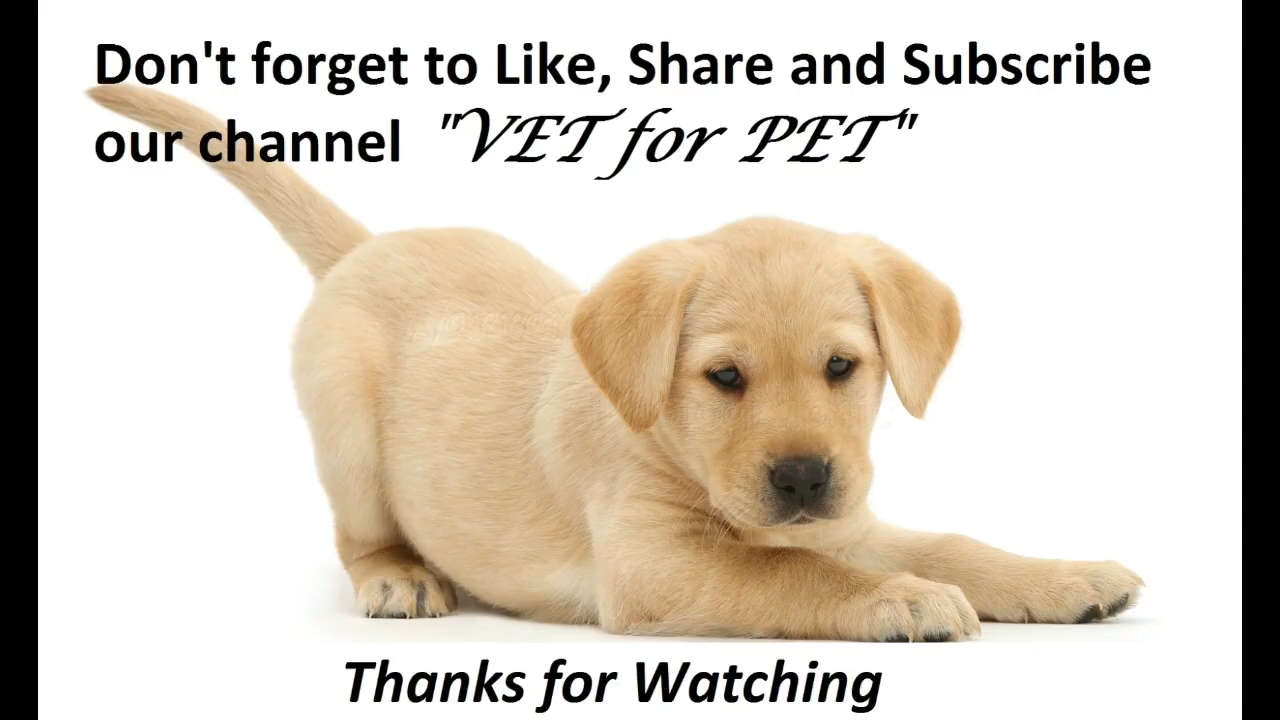 Don't forget to Like, Share and Subscribe
our channel "VET for PET"
Thanks for Watching